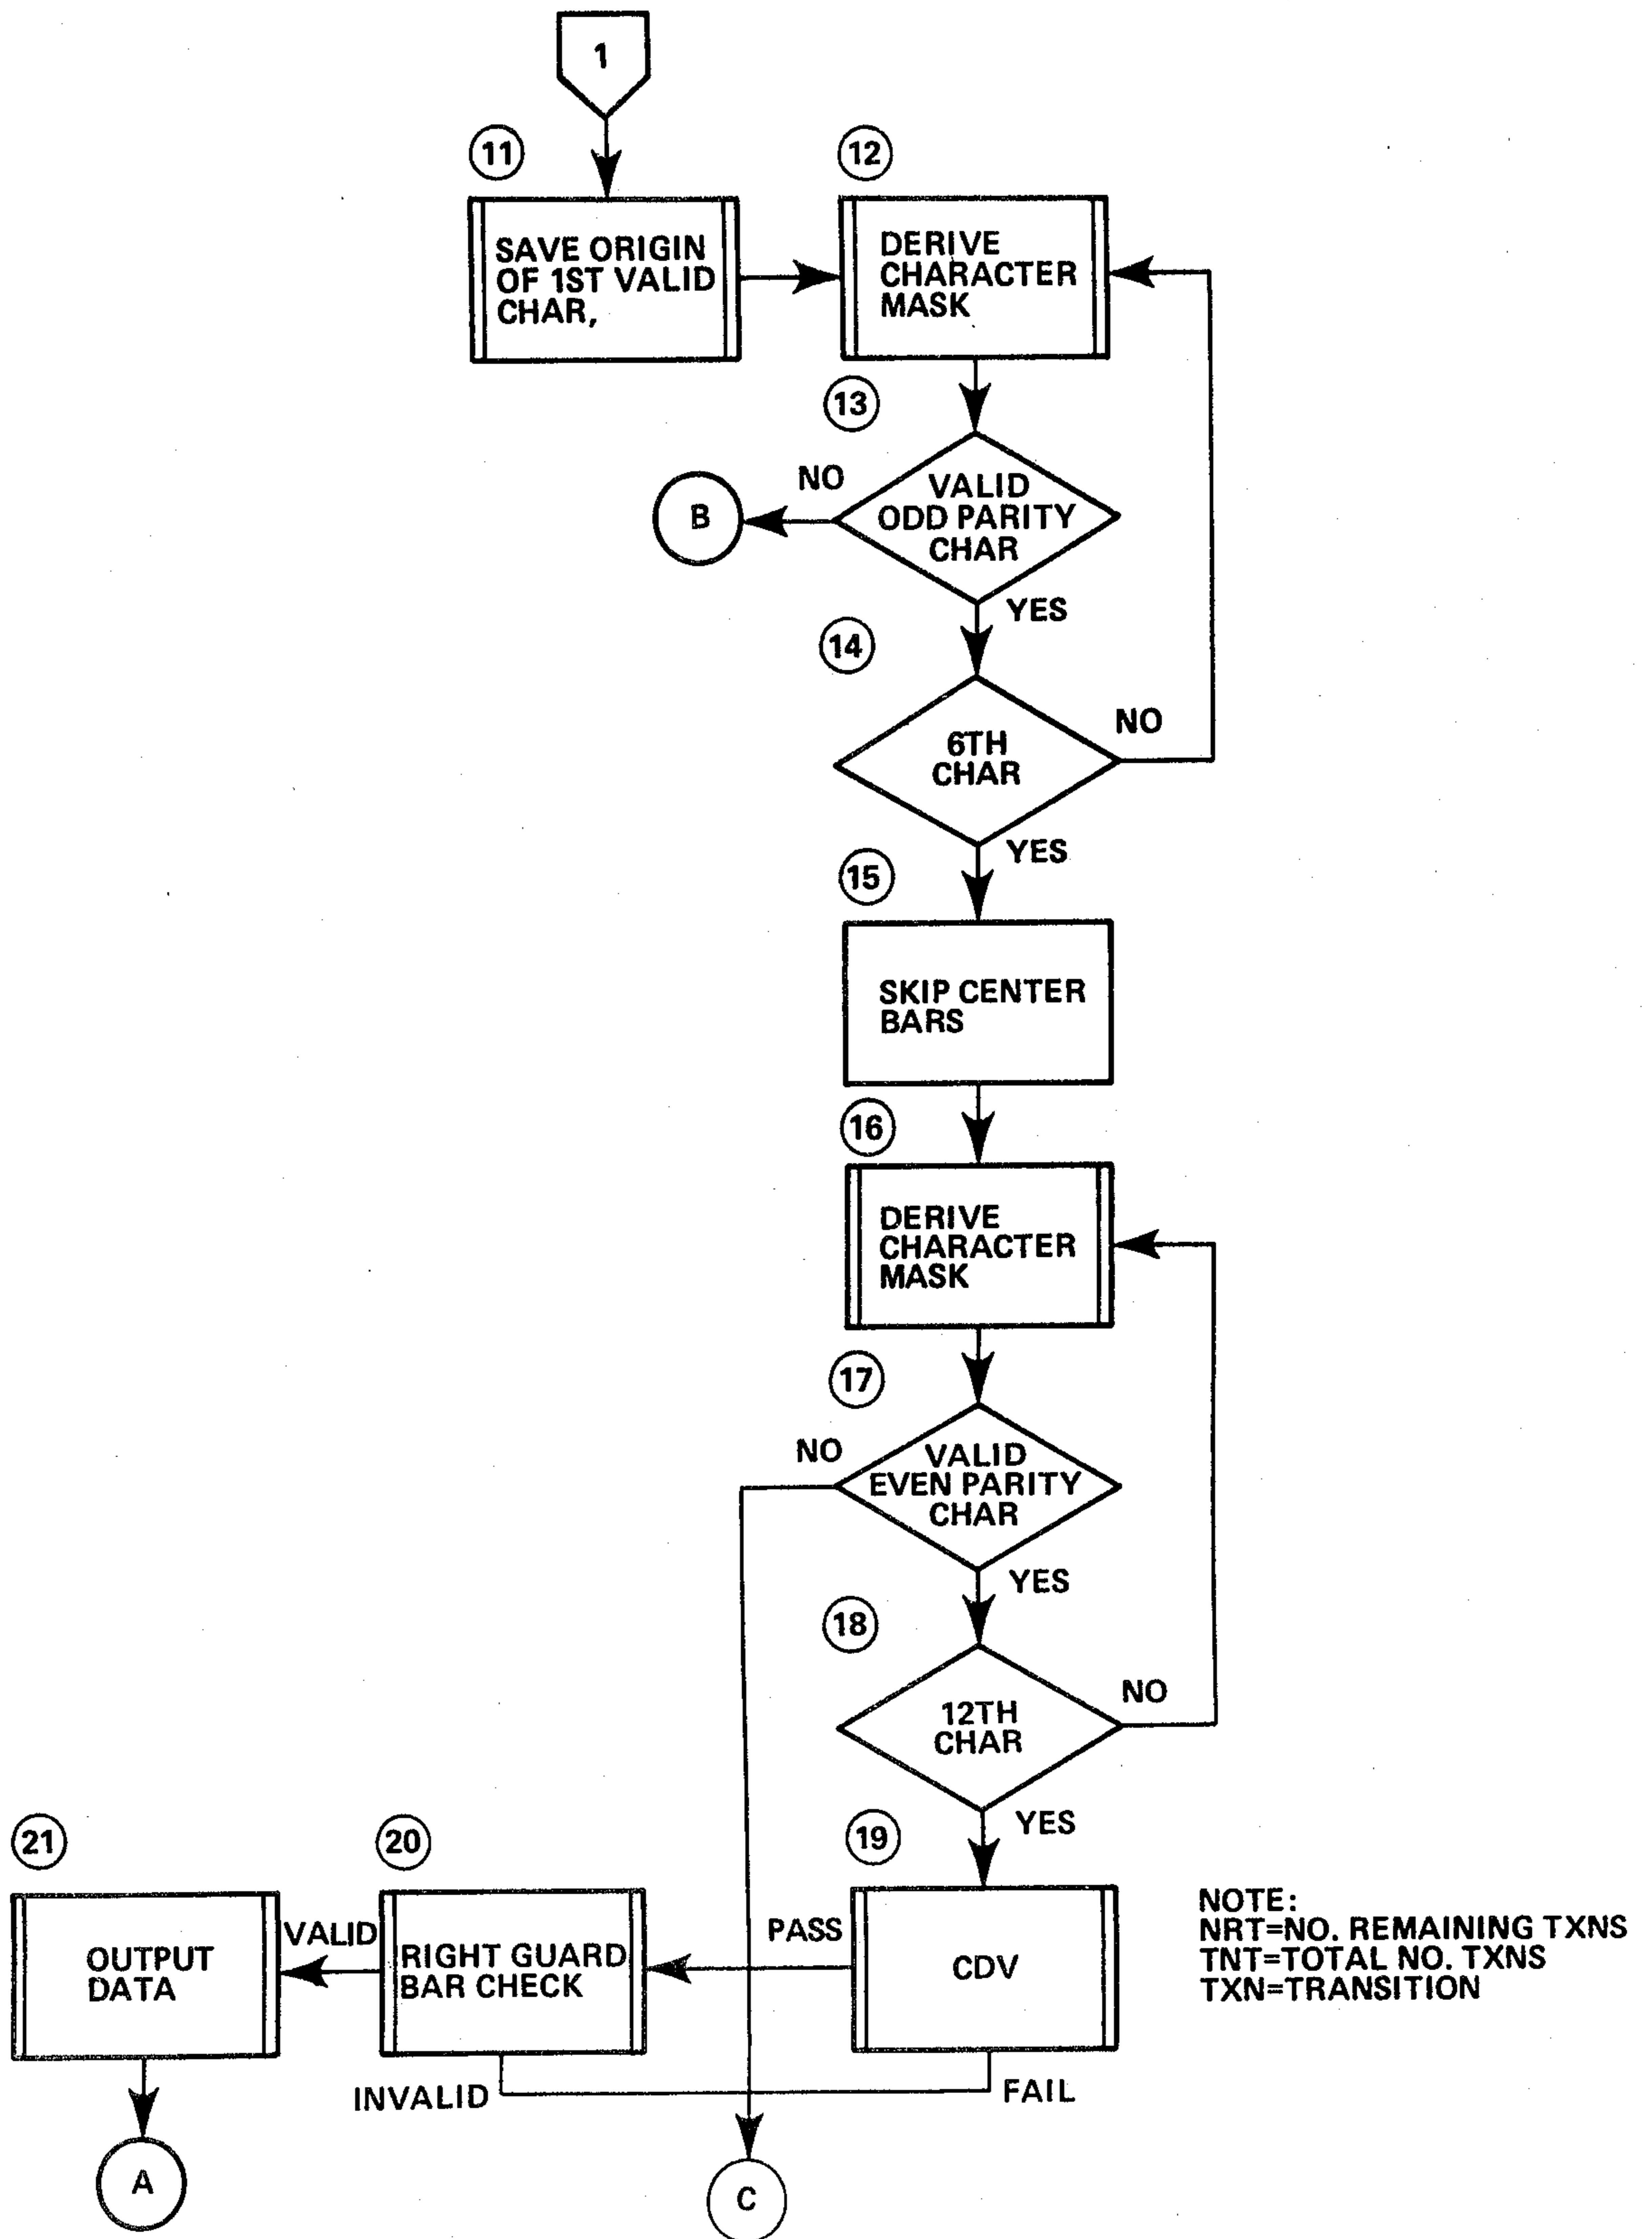 1
11
SAVE ORIGIN
OF 1ST VALID
CHAR,
12
DERIVE
CHARACTER
MASK
13
NO
VALID
ODD PARITY
CHAR
B
YES
14
6TH
CHAR
NO
YES
15
SKIP CENTER
BARS
16
DERIVE
CHARACTER
MASK
17
NO
VALID
EVEN PARITY
CHAR
YES
18
12TH
CHAR
NO
YES
19
CDV
PASS
FAIL
20
RIGHT GUARD
BAR CHECK
VALID
INVALID
21
OUTPUT
DATA
A
C
NOTE:
NRT=NO. REMAINING TXNS
TNT=TOTAL NO. TXNS
TXN=TRANSITION